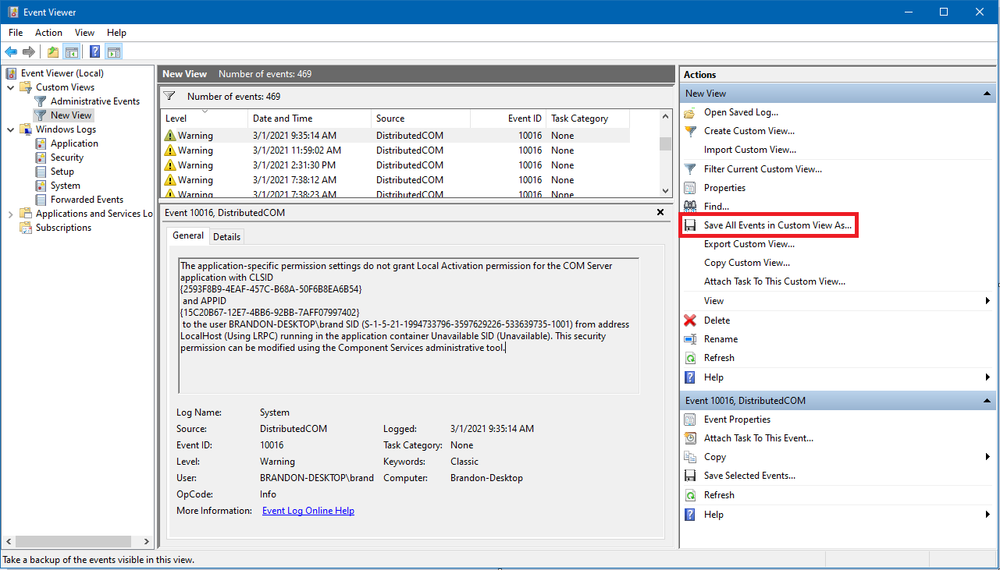 Event Viewer
File Action View Help
Event Viewer (Local)
Custom Views
Administrative Events
New View
Windows Logs
Application
Security
Setup
System
Forwarded Events
Applications and Services Lo
Subscriptions
New View Number of events: 469
Number of events: 469
Level Date and Time Source Event ID Task Category
Warning 3/1/2021 9:35:14 AM DistributedCOM 10016 None
Warning 3/1/2021 11:59:02 AM DistributedCOM 10016 None
Warning 3/1/2021 2:31:30 PM DistributedCOM 10016 None
Warning 3/1/2021 7:38:12 AM DistributedCOM 10016 None
Warning 3/1/2021 7:38:23 AM DistributedCOM 10016 None
Event 10016, DistributedCOM
General Details
The application-specific permission settings do not grant Local Activation permission for the COM Server
application with CLSID
{2593F8B9-4EAF-457C-B68A-50F6B8EA6B54}
and APPID
{15C20B67-12E7-4BB6-92BB-7AFF07997402}
to the user BRANDON-DESKTOP\brand SID (S-1-5-21-1994733796-3597629226-533639735-1001) from address
LocalHost (Using LRPC) running in the application container Unavailable SID (Unavailable). This security
permission can be modified using the Component Services administrative tool.
Log Name: System
Source: DistributedCOM Logged: 3/1/2021 9:35:14 AM
Event ID: 10016 Task Category: None
Level: Warning Keywords: Classic
User: BRANDON-DESKTOP\brand Computer: Brandon-Desktop
OpCode: Info
More Information: Event Log Online Help
Actions
New View
Open Saved Log...
Create Custom View...
Import Custom View...
Filter Current Custom View...
Properties
Find...
Save All Events in Custom View As...
Export Custom View...
Copy Custom View...
Attach Task To This Custom View...
View
Delete
Rename
Refresh
Help
Event 10016, DistributedCOM
Event Properties
Attach Task To This Event...
Copy
Save Selected Events...
Refresh
Help
Take a backup of the events visible in this view.